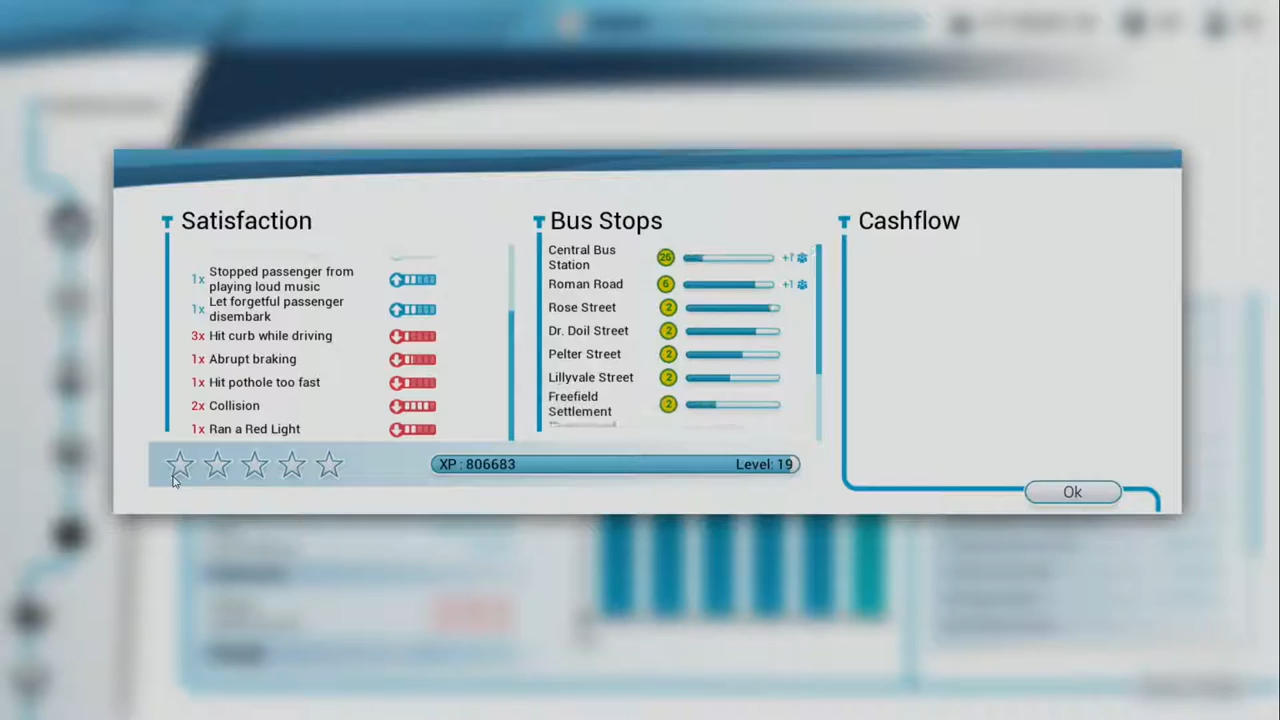 Satisfaction
1x Stopped passenger from
playing loud music
1x Let forgetful passenger
disembark
3x Hit curb while driving
1x Abrupt braking
1x Hit pothole too fast
2x Collision
1x Ran a Red Light
Bus Stops
Central Bus
Station 26 +1
Roman Road 6 +1
Rose Street 2
Dr. Doil Street 2
Pelter Street 2
Lillyvale Street 2
Freefield
Settlement 2
Cashflow
XP : 806683 Level: 19
Ok